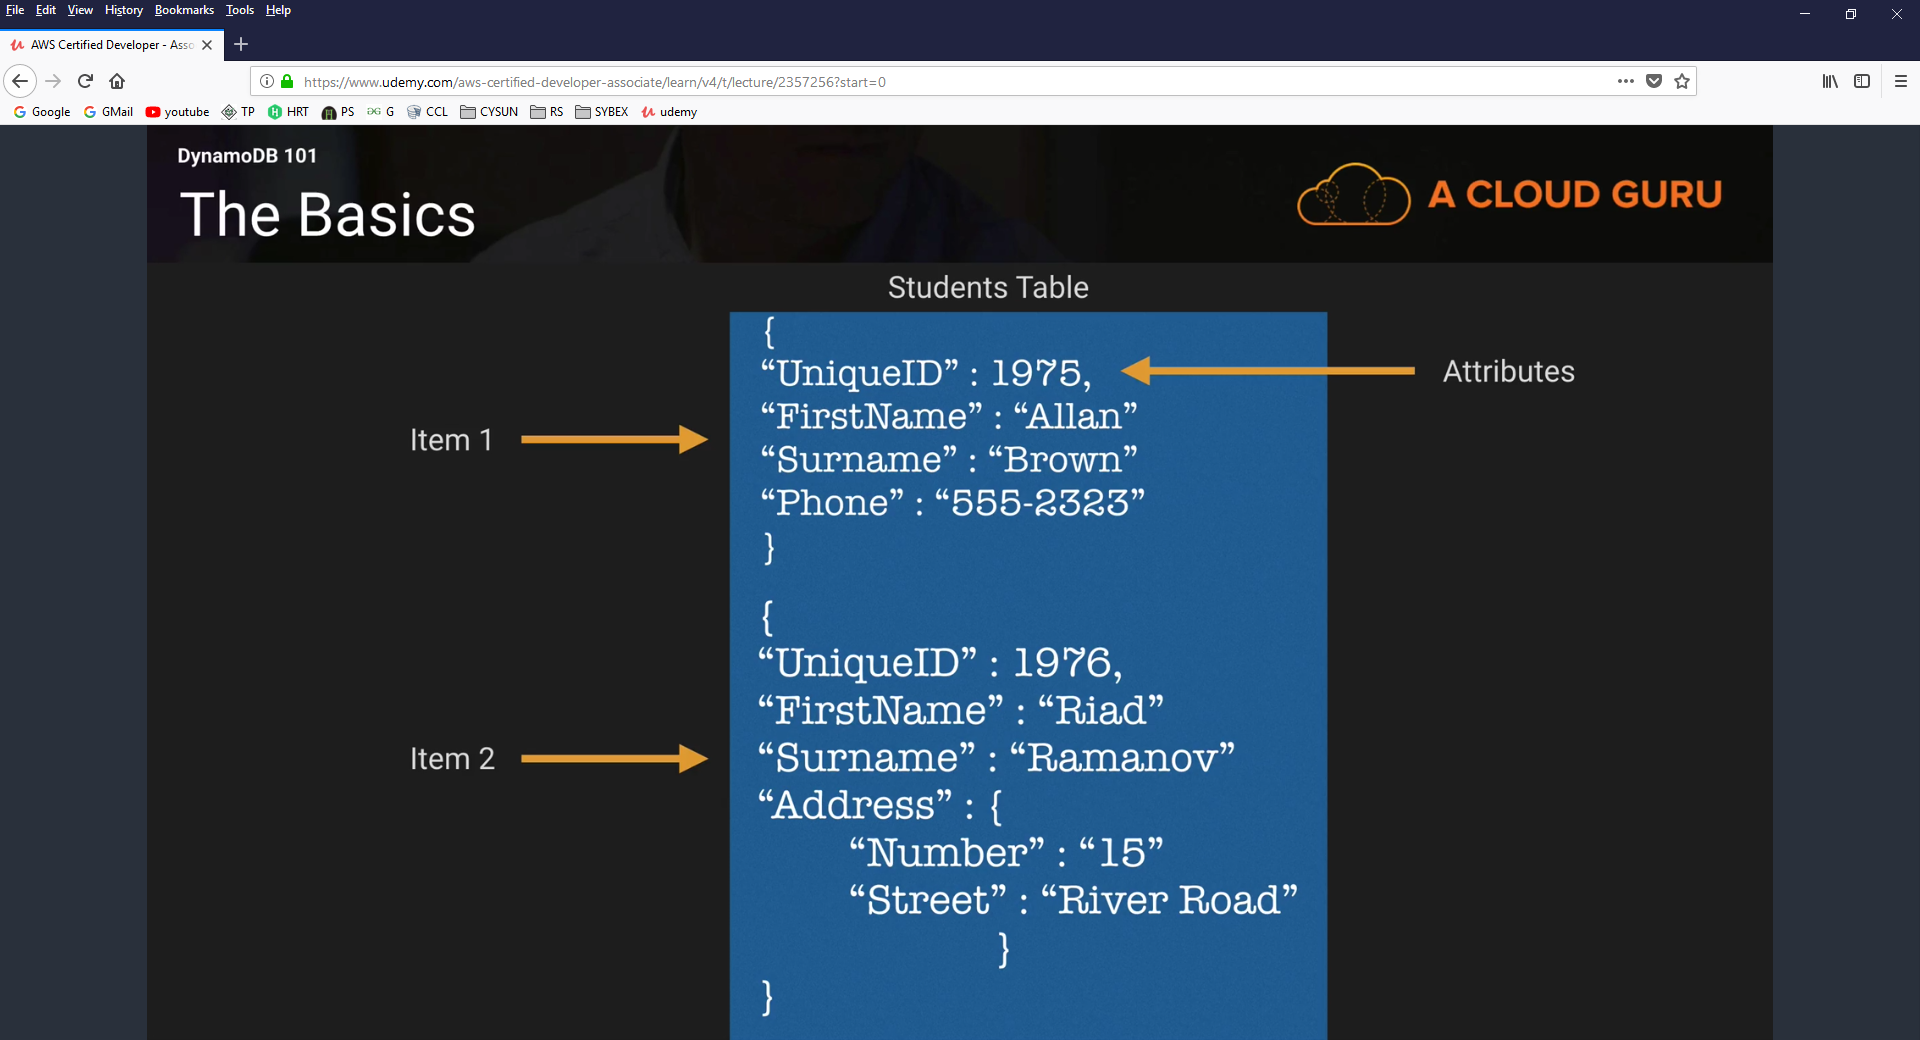 File Edit View History Bookmarks Tools Help
AWS Certified Developer - Asso
https://www.udemy.com/aws-certified-developer-associate/learn/v4/t/lecture/2357256?start=0
Google GMail youtube TP HRT PS G CCL CYSUN RS SYBEX udemy
DynamoDB 101
The Basics
A CLOUD GURU
Students Table
{
“UniqueID” : 1975,
Attributes
“FirstName” : “Allan”
Item 1
“Surname” : “Brown”
“Phone” : “555-2323”
}
{
“UniqueID” : 1976,
“FirstName” : “Riad”
Item 2
“Surname” : “Ramanov”
“Address” : {
“Number” : “15”
“Street” : “River Road”
}
}